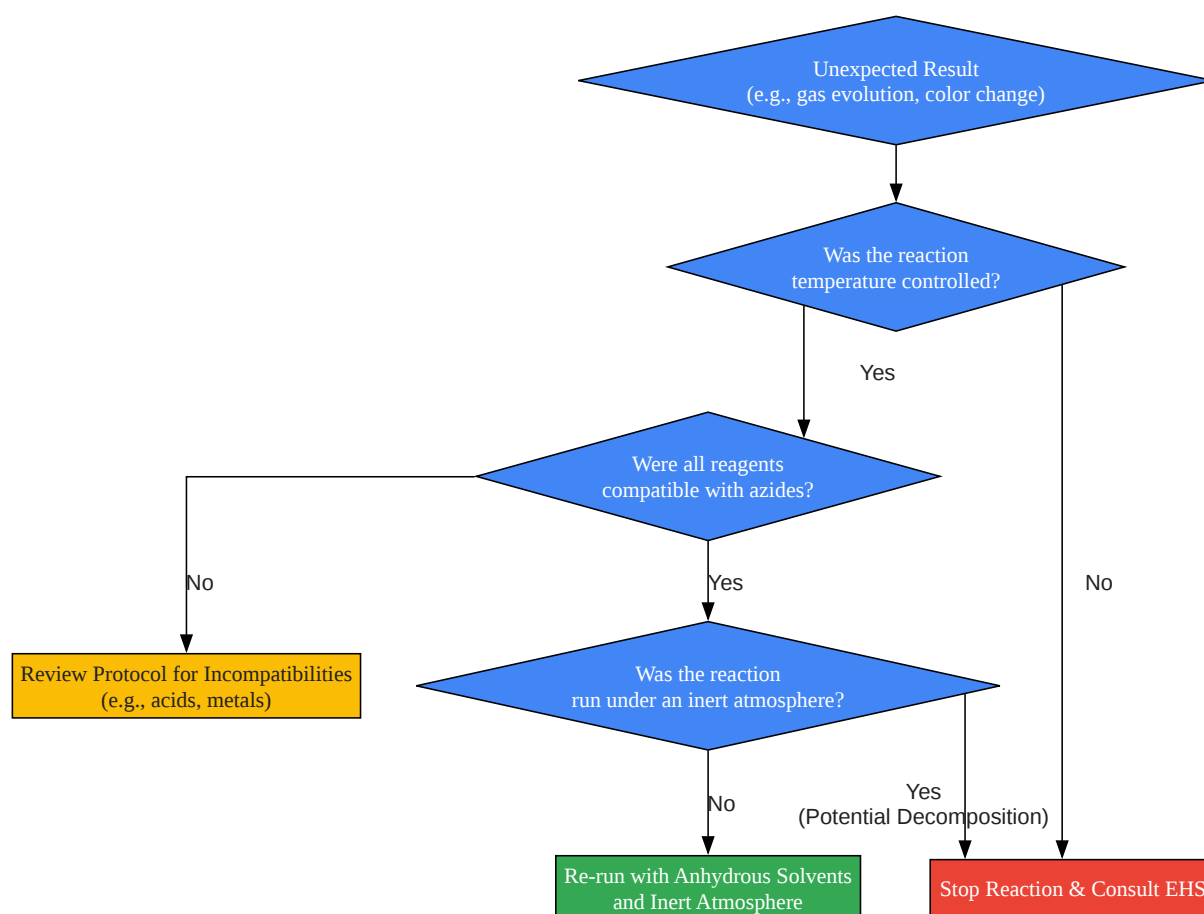 Unexpected Result
(e.g., gas evolution, color change)
Was the reaction
temperature controlled?
Yes
Were all reagents
compatible with azides?
No
Yes
No
Review Protocol for Incompatibilities
(e.g., acids, metals)
Was the reaction
run under an inert atmosphere?
No
Yes
(Potential Decomposition)
Re-run with Anhydrous Solvents
and Inert Atmosphere
Stop Reaction & Consult EHS